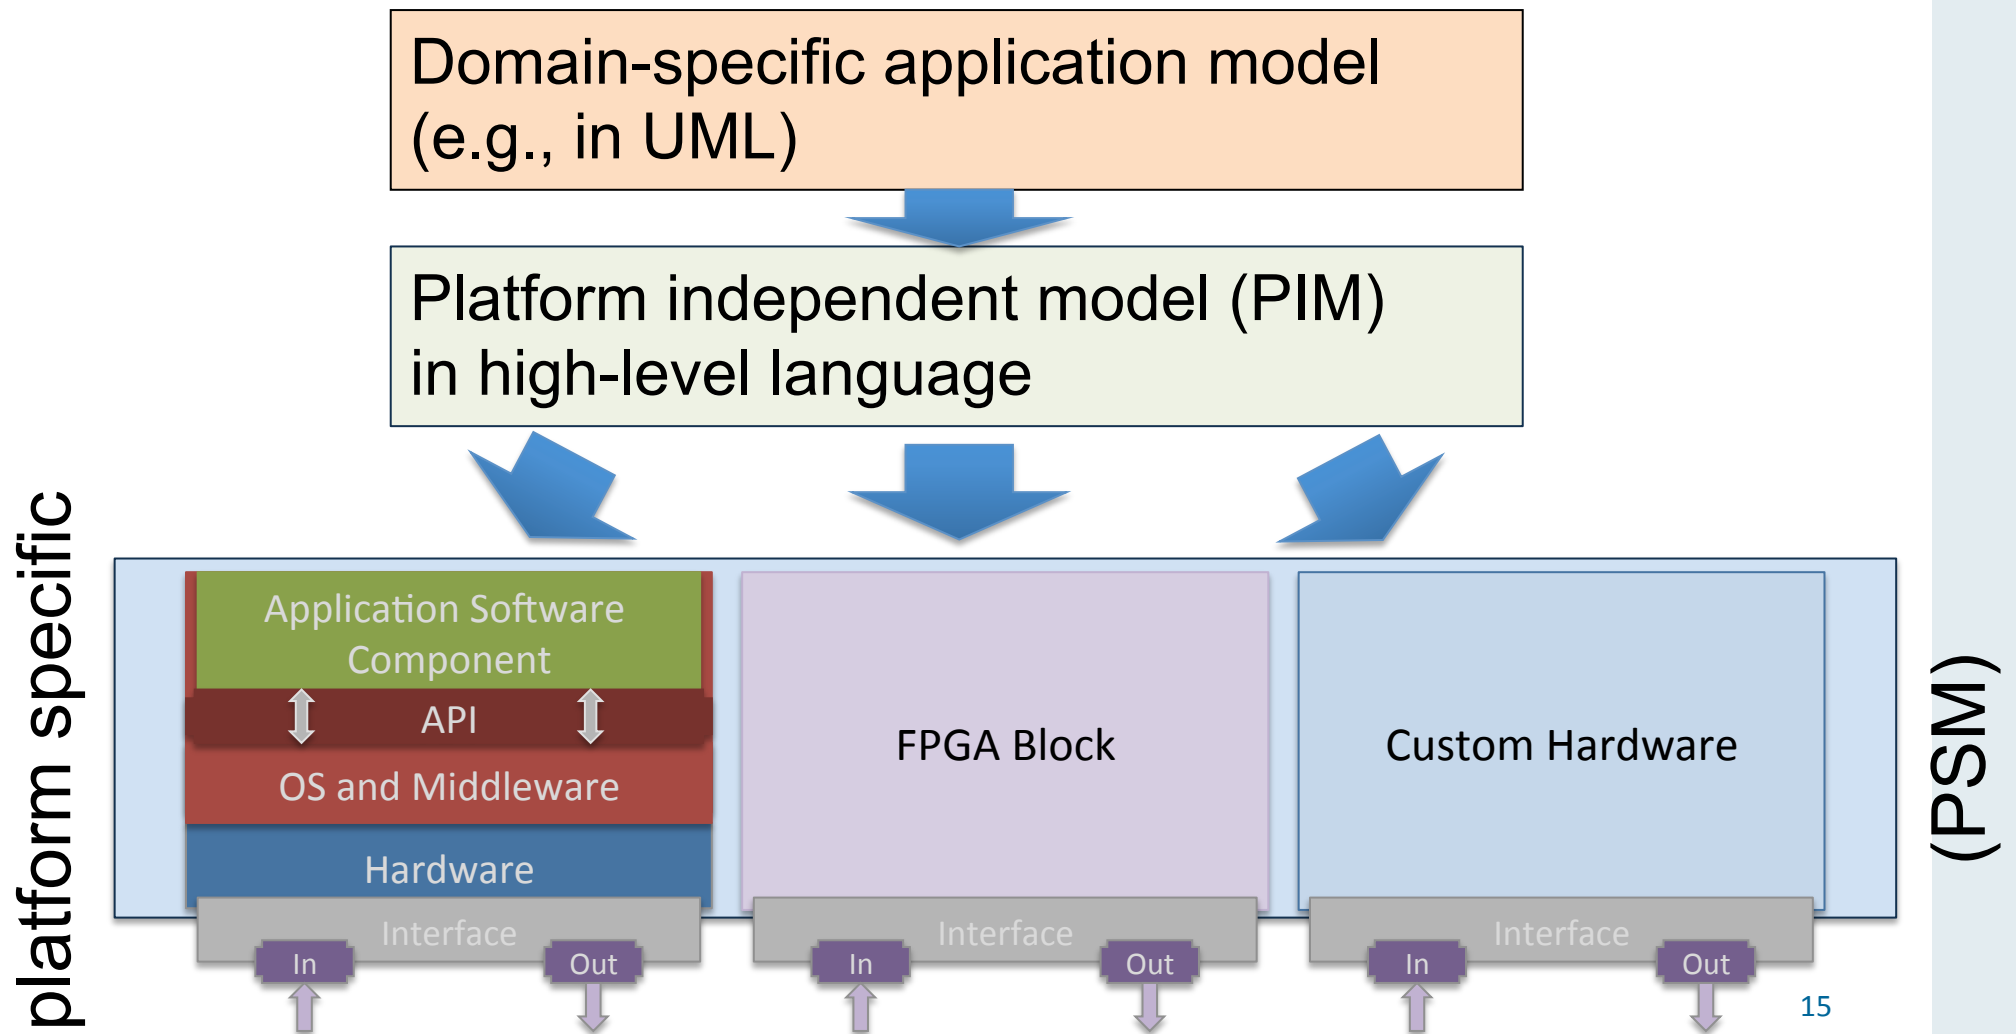 Domain-specific application model
(e.g., in UML)
Platform independent model (PIM)
in high-level language
platform specific
Application Software
Component
API
OS and Middleware
Hardware
Interface
In
Out
FPGA Block
Interface
In
Out
Custom Hardware
Interface
In
Out
(PSM)
15